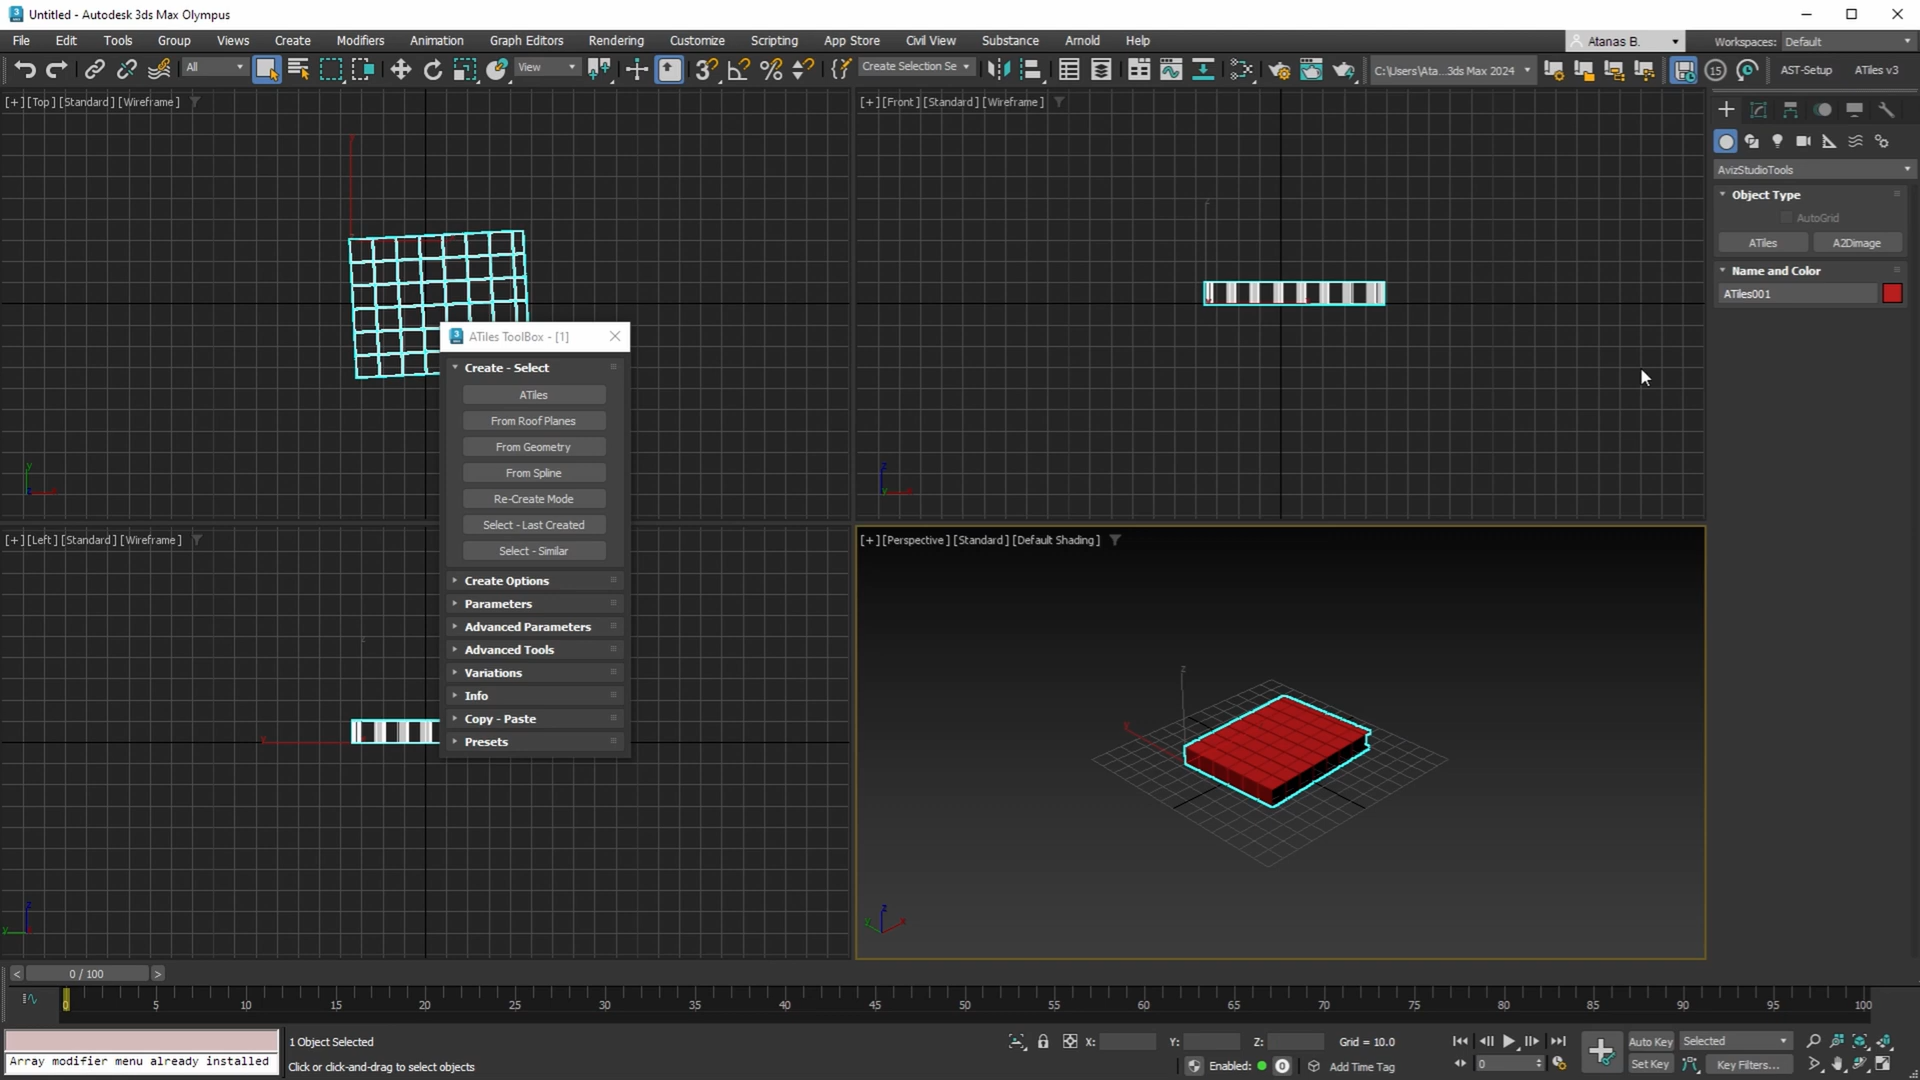 Untitled - Autodesk 3ds Max Olympus
File Edit Tools Group Views Create Modifiers Animation Graph Editors Rendering Customize Scripting App Store Civil View Substance Arnold Help Atanas B. Workspaces: Default
All View Create Selection Se C:\Users\Ata...3ds Max 2024 15 AST-Setup ATiles v3
[+] [Top] [Standard] [Wireframe]
[+] [Front] [Standard] [Wireframe]
AvizStudioTools
Object Type
AutoGrid
ATiles A2Dimage
Name and Color
ATiles001
ATiles ToolBox - [1]
Create - Select
ATiles
From Roof Planes
From Geometry
From Spline
Re-Create Mode
Select - Last Created
Select - Similar
Create Options
Parameters
Advanced Parameters
Advanced Tools
Variations
Info
Copy - Paste
Presets
[+] [Left] [Standard] [Wireframe]
[+] [Perspective] [Standard] [Default Shading]
< 0 / 100 >
0 5 10 15 20 25 30 35 40 45 50 55 60 65 70 75 80 85 90 95 100
Array modifier menu already installed
1 Object Selected
Click or click-and-drag to select objects
X: Y: Z: Grid = 10.0
Enabled: 0 Add Time Tag
0
Auto Key Selected
Set Key Key Filters...